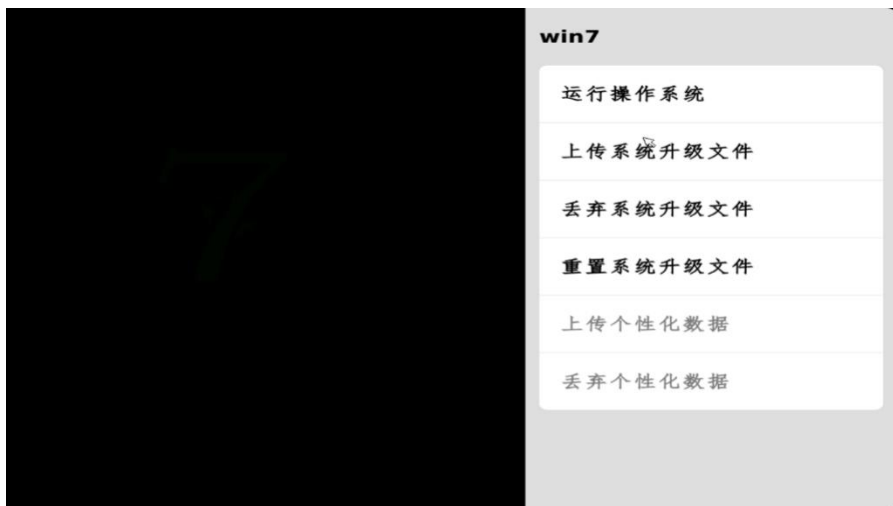 7
win7
运行操作系统
上传系统升级文件
丢弃系统升级文件
重置系统升级文件
上传个性化数据
丢弃个性化数据